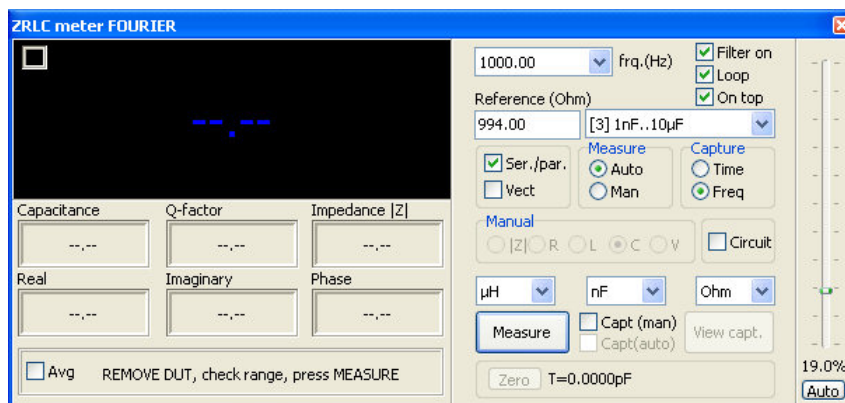 ZRLC meter FOURIER
--.--
1000.00 frq.(Hz)
Filter on
Loop
On top
Reference (Ohm)
994.00 [3] 1nF..10µF
Ser./par.
Vect
Measure
Auto
Man
Capture
Time
Freq
Manual
|Z| R L C V
Circuit
µH nF Ohm
Measure
Capt (man)
Capt(auto)
View capt.
Zero T=0.0000pF
Capacitance Q-factor Impedance |Z|
--.-- --.-- --.--
Real Imaginary Phase
--.-- --.-- --.--
Avg REMOVE DUT, check range, press MEASURE
19.0%
Auto